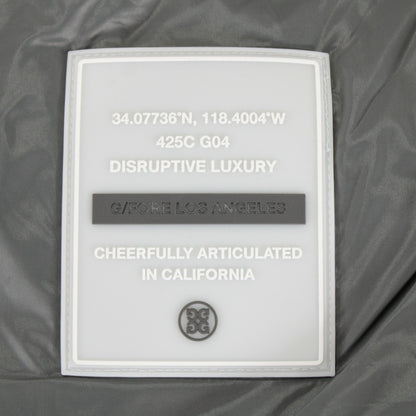 34.07736°N, 118.4004°W
425C G04
DISRUPTIVE LUXURY
G/FORE LOS ANGELES
CHEERFULLY ARTICULATED
IN CALIFORNIA